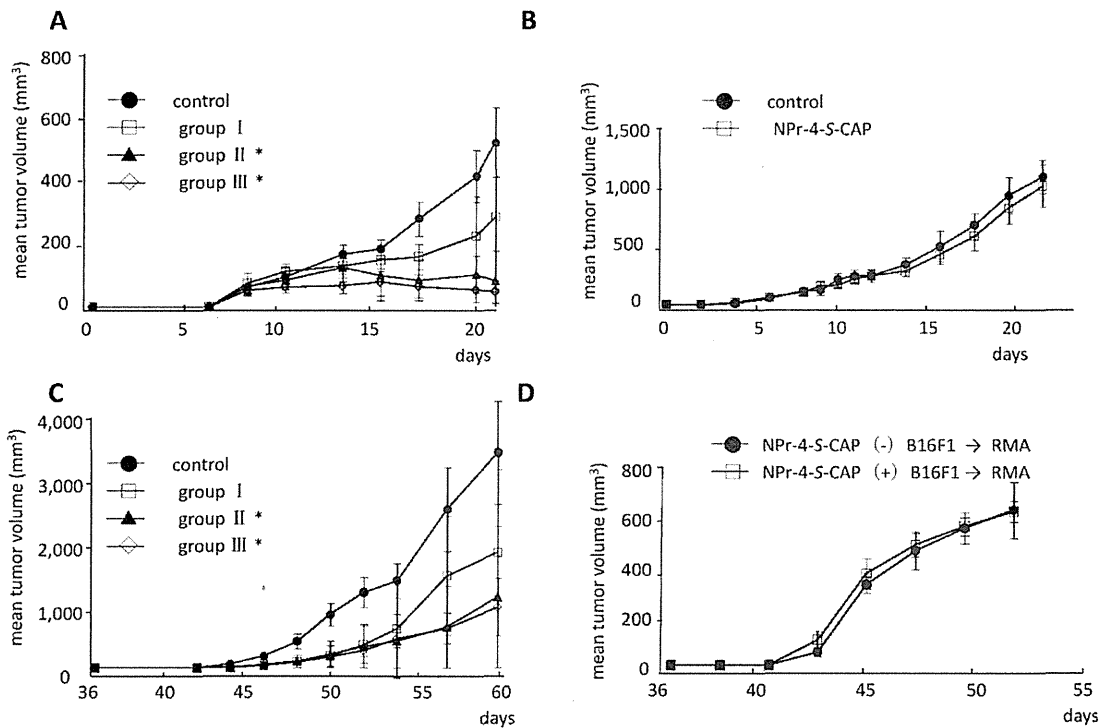 A
mean tumor volume (mm³)
800
600
400
200
0
0 5 10 15 20
days
control
group I
group II *
group III *
B
mean tumor volume (mm³)
1,500
1,000
500
0
0 5 10 15 20
days
control
NPr-4-S-CAP
C
mean tumor volume (mm³)
4,000
3,000
2,000
1,000
0
36 40 45 50 55 60
days
control
group I
group II *
group III *
D
NPr-4-S-CAP (-) B16F1 → RMA
NPr-4-S-CAP (+) B16F1 → RMA
mean tumor volume (mm³)
800
600
400
200
0
36 40 45 50 55
days